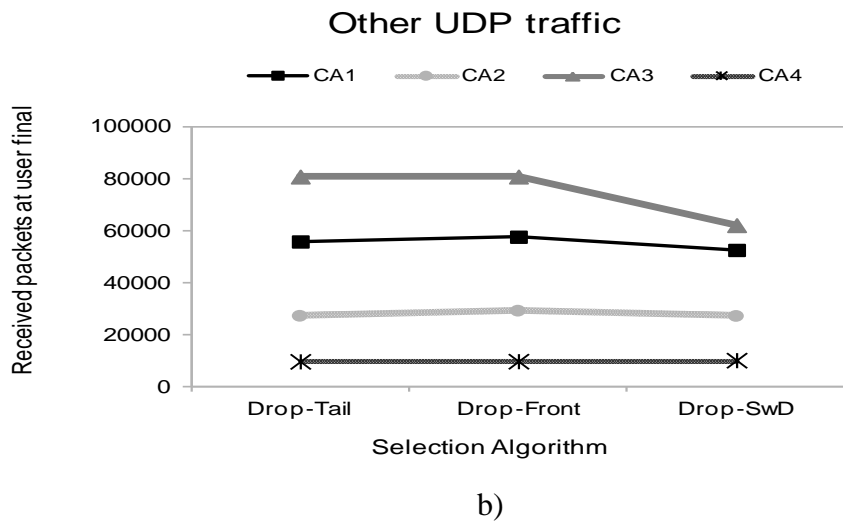 Other UDP traffic
CA1 CA2 CA3 CA4
Received packets at user final
100000
80000
60000
40000
20000
0
Drop-Tail Drop-Front Drop-SwD
Selection Algorithm
b)